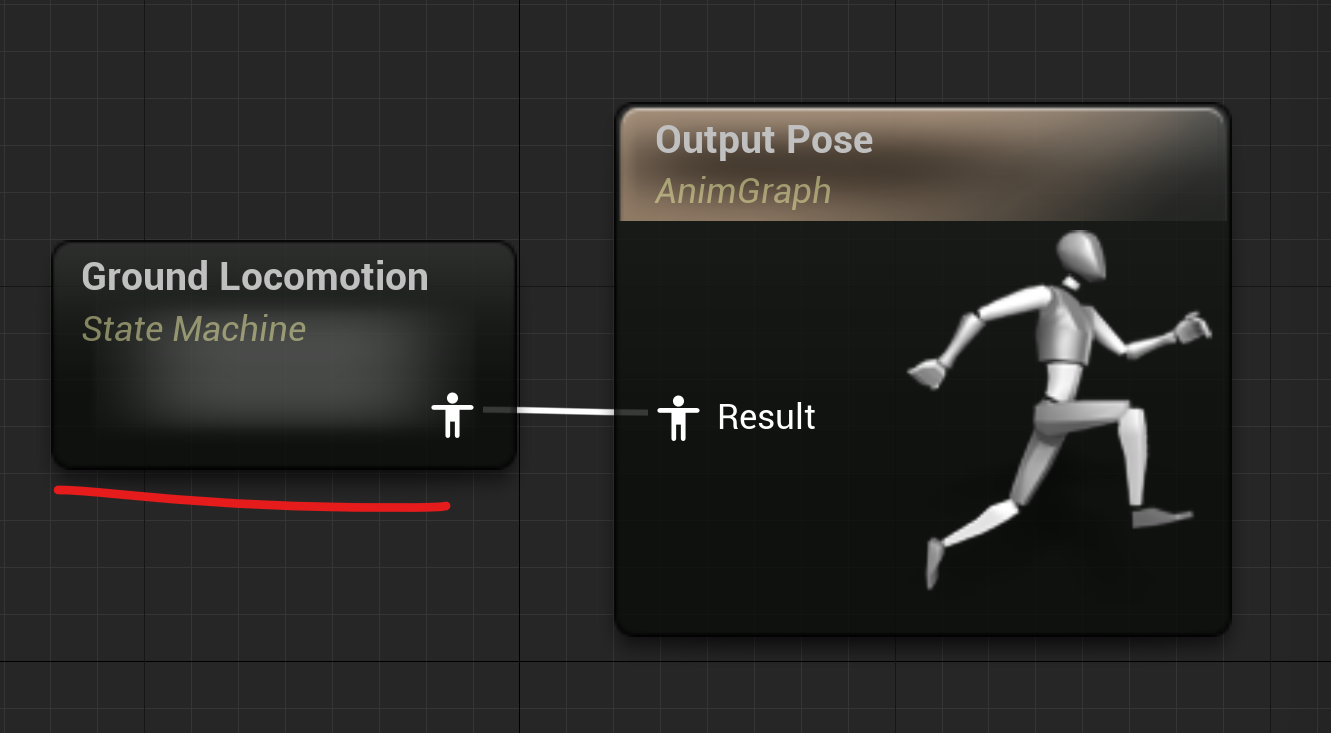 Output Pose
AnimGraph
Ground Locomotion
State Machine
Result